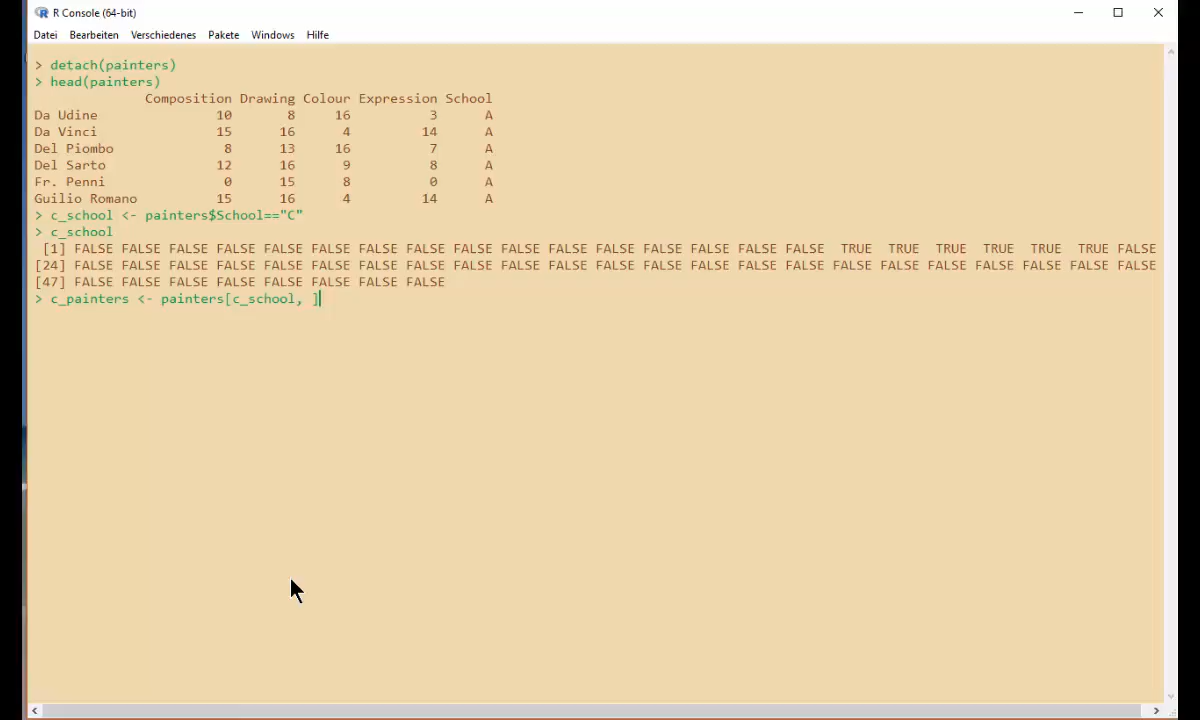 R Console (64-bit)
Datei Bearbeiten Verschiedenes Pakete Windows Hilfe
> detach(painters)
> head(painters)
              Composition Drawing Colour Expression School
Da Udine               10       8     16          3      A
Da Vinci               15      16      4         14      A
Del Piombo              8      13     16          7      A
Del Sarto              12      16      9          8      A
Fr. Penni               0      15      8          0      A
Guilio Romano          15      16      4         14      A
> c_school <- painters$School=="C"
> c_school
 [1] FALSE FALSE FALSE FALSE FALSE FALSE FALSE FALSE FALSE FALSE FALSE FALSE FALSE FALSE FALSE FALSE  TRUE  TRUE  TRUE  TRUE  TRUE  TRUE FALSE
[24] FALSE FALSE FALSE FALSE FALSE FALSE FALSE FALSE FALSE FALSE FALSE FALSE FALSE FALSE FALSE FALSE FALSE FALSE FALSE FALSE FALSE FALSE FALSE
[47] FALSE FALSE FALSE FALSE FALSE FALSE FALSE FALSE
> c_painters <- painters[c_school, ]